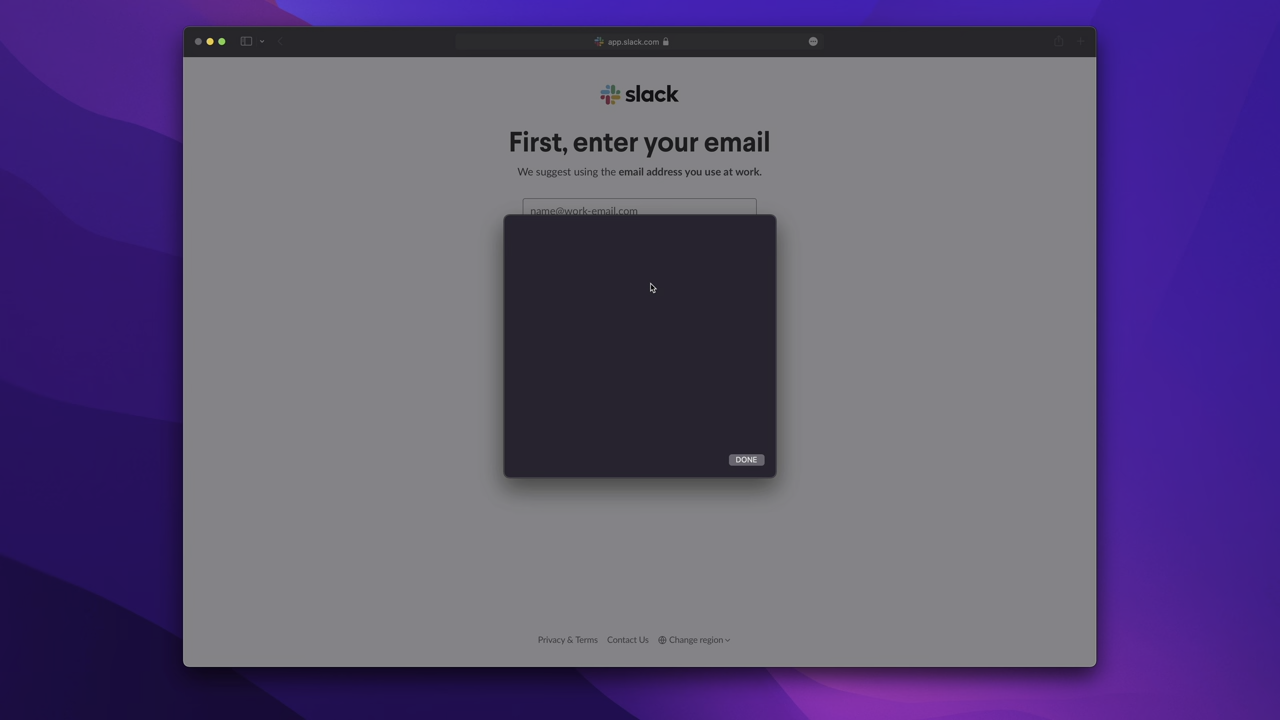 app.slack.com
slack
First, enter your email
We suggest using the email address you use at work.
name@work-email.com
DONE
Privacy & Terms Contact Us Change region